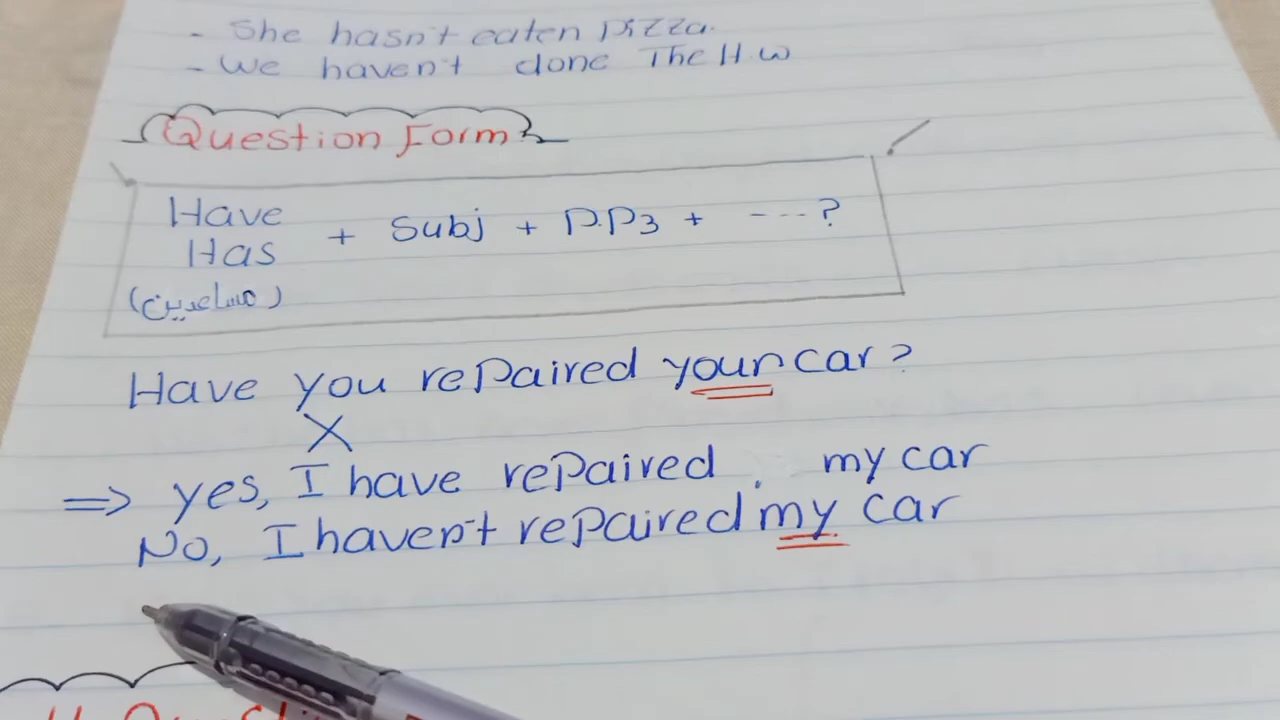 - She hasn't eaten Pizza.
- We haven't done The H.w
Question Form
Have
Has
(مساعدين)
+ Subj + P.P3 + ---?
Have you repaired your car?
X
⇒ yes, I have repaired . my car
No, I haven't repaired my car